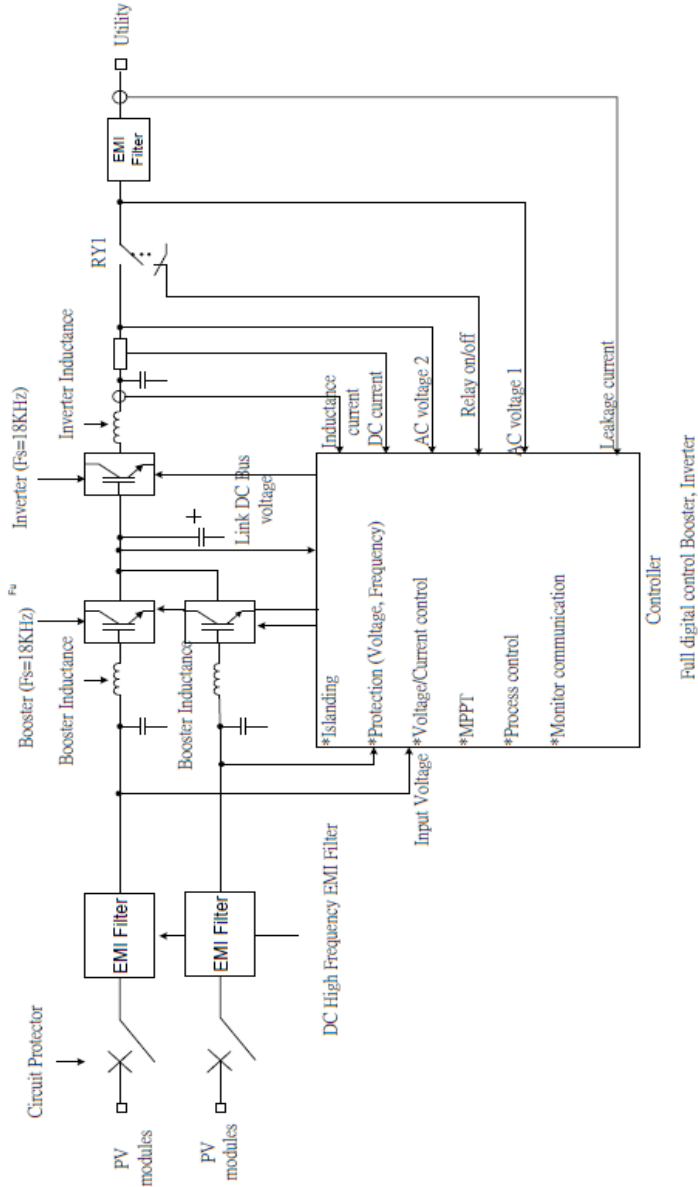 Circuit Protector
Booster (Fs=18KHz)
Fu
Inverter (Fs=18KHz)
Booster Inductance
Inverter Inductance
RY1
PV
modules
EMI Filter
EMI
Filter
Utility
PV
modules
EMI Filter
Booster Inductance
Link DC Bus
voltage
DC High Frequency EMI Filter
Input Voltage
Inductance
current
DC current
AC voltage 2
Relay on/off
AC voltage 1
Leakage current
*Islanding
*Protection (Voltage, Frequency)
*Voltage/Current control
*MPPT
*Process control
*Monitor communication
Controller
Full digital control Booster, Inverter